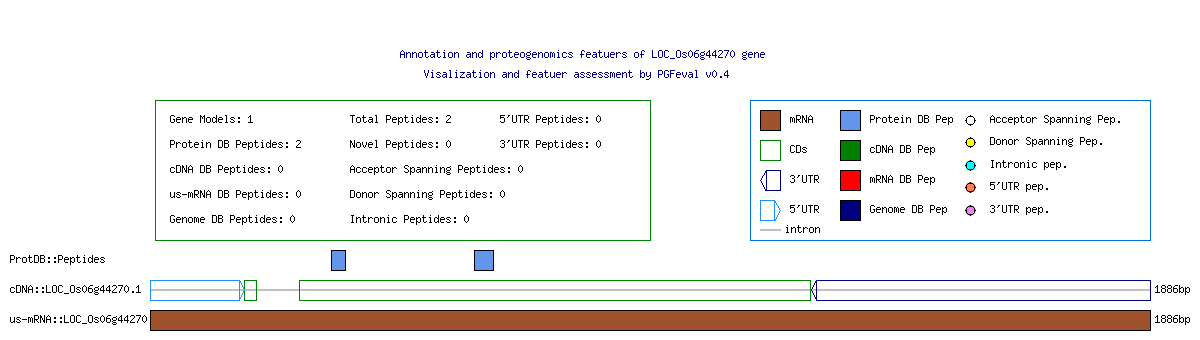 Annotation and proteogenomics featuers of LOC_Os06g44270 gene
Visalization and featuer assessment by PGFeval v0.4
Gene Models: 1 Total Peptides: 2 5'UTR Peptides: 0
Protein DB Peptides: 2 Novel Peptides: 0 3'UTR Peptides: 0
cDNA DB Peptides: 0 Acceptor Spanning Peptides: 0
us-mRNA DB Peptides: 0 Donor Spanning Peptides: 0
Genome DB Peptides: 0 Intronic Peptides: 0
mRNA Protein DB Pep Acceptor Spanning Pep.
CDs cDNA DB Pep Donor Spanning Pep.
3'UTR mRNA DB Pep Intronic pep.
5'UTR Genome DB Pep 5'UTR pep.
intron 3'UTR pep.
ProtDB::Peptides
cDNA::LOC_Os06g44270.1 1886bp
us-mRNA::LOC_Os06g44270 1886bp